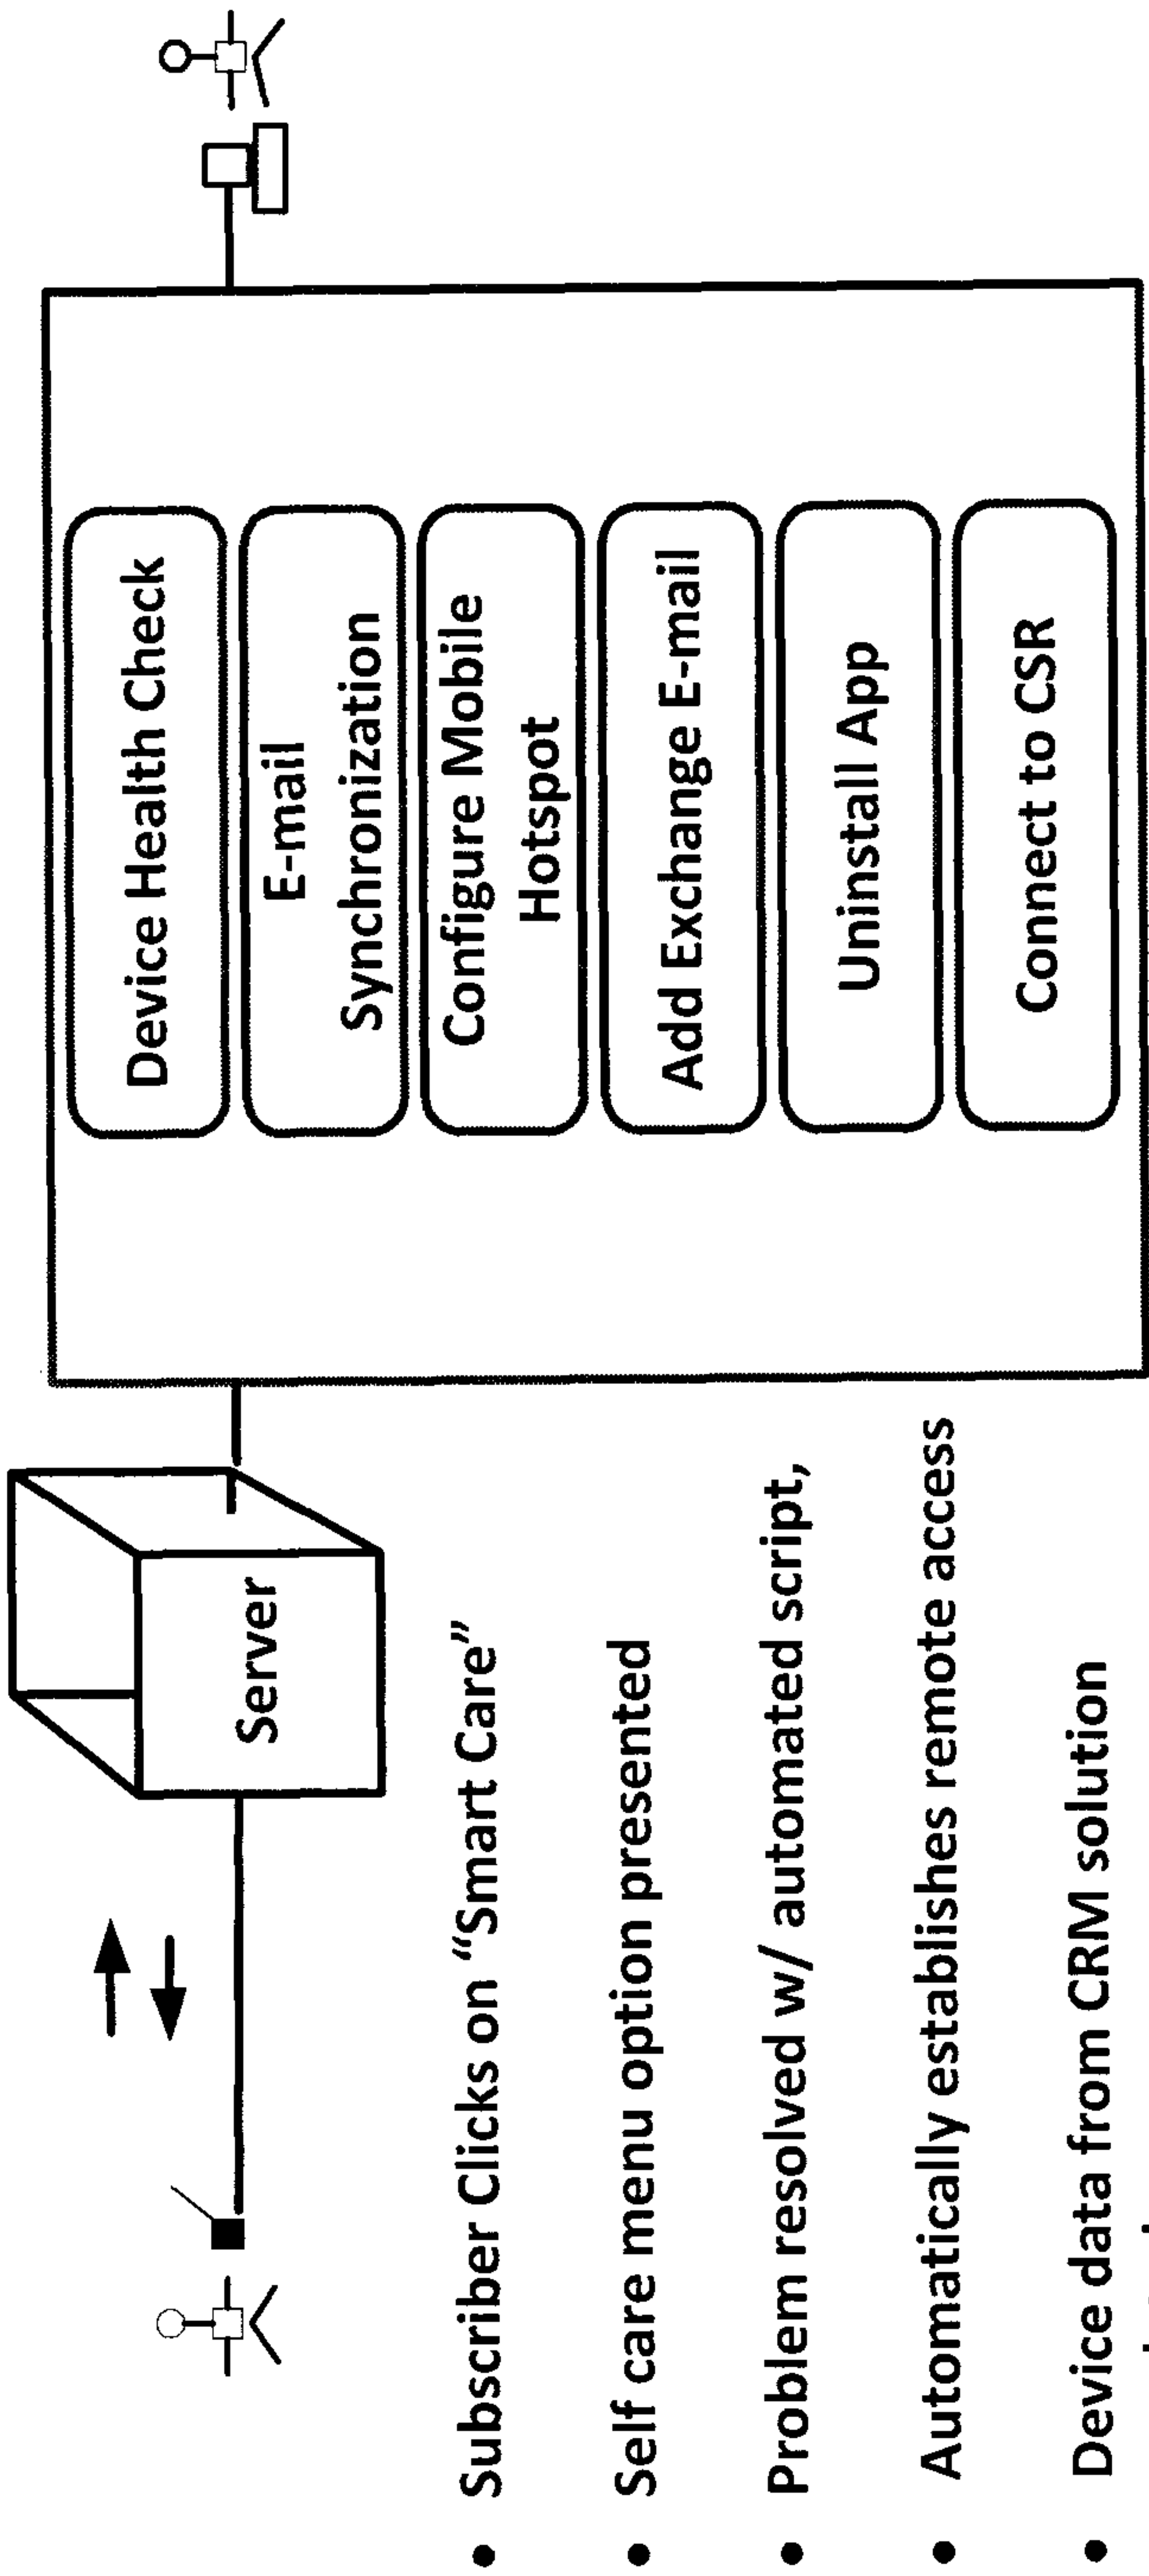 Server
Device Health Check
E-mail
Synchronization
Configure Mobile
Hotspot
Add Exchange E-mail
Uninstall App
Connect to CSR
• Subscriber Clicks on “Smart Care”
• Self care menu option presented
• Problem resolved w/ automated script,
• Automatically establishes remote access
• Device data from CRM solution